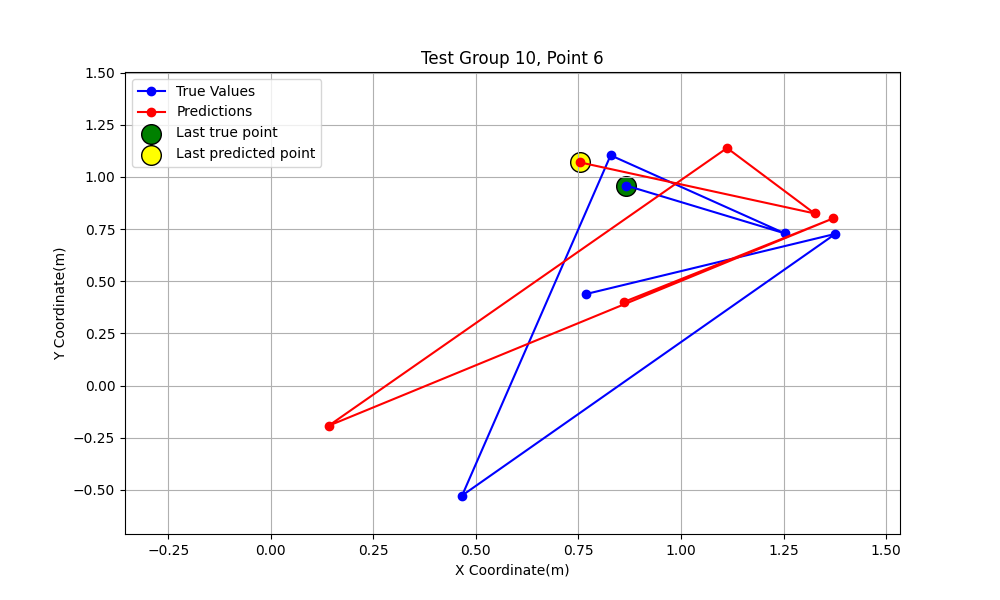 Test Group 10, Point 6
True Values
Predictions
Last true point
Last predicted point
1.50
1.25
1.00
0.75
0.50
0.25
0.00
−0.25
−0.50
Y Coordinate(m)
−0.25
0.00
0.25
0.50
0.75
1.00
1.25
1.50
X Coordinate(m)